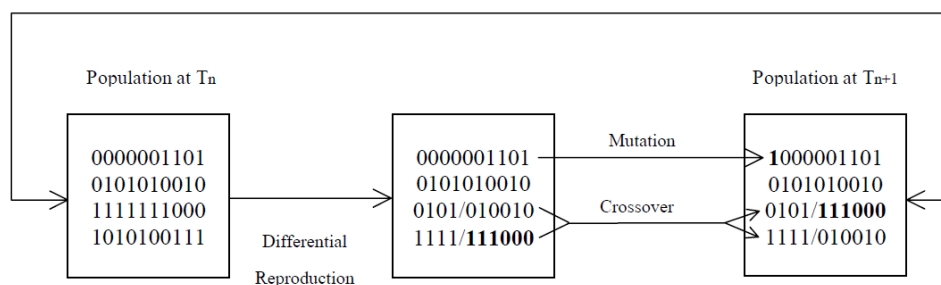 Population at Tn
Population at Tn+1
0000001101
0101010010
1111111000
1010100111
Differential
Reproduction
0000001101
0101010010
0101/010010
1111/111000
Mutation
Crossover
1000001101
0101010010
0101/111000
1111/010010